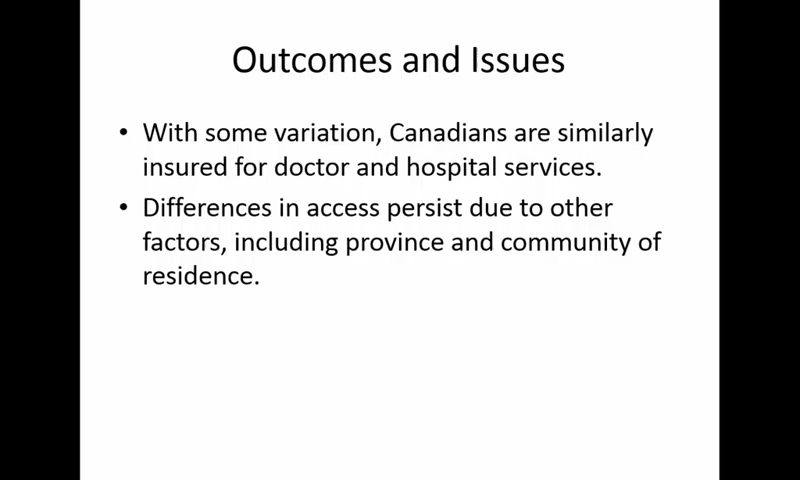 Outcomes and Issues
• With some variation, Canadians are similarly
insured for doctor and hospital services.
• Differences in access persist due to other
factors, including province and community of
residence.